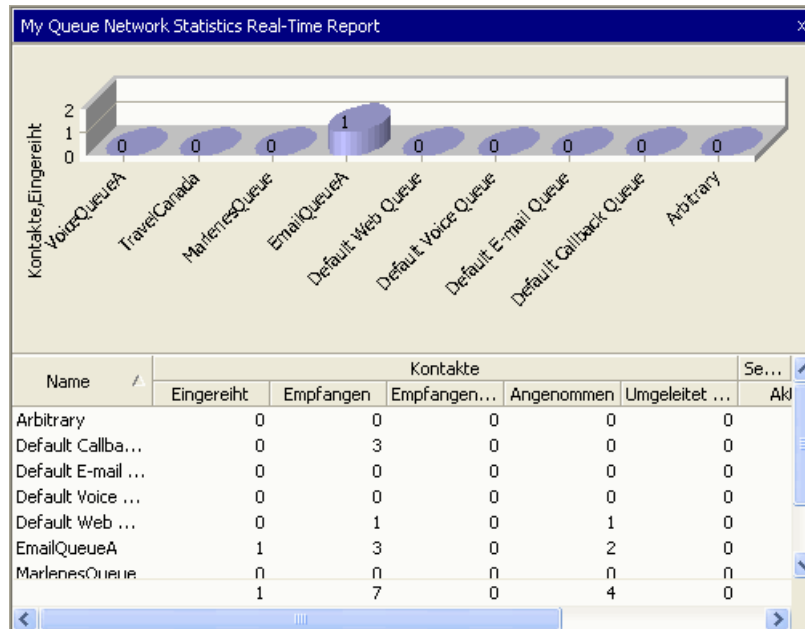 My Queue Network Statistics Real-Time Report x
Kontakte,Eingereiht
2
1
0
0 0 0 1 0 0 0 0 0
VoiceQueueA
TravelCanada
MarlenesQueue
EmailQueueA
Default Web Queue
Default Voice Queue
Default E-mail Queue
Default Callback Queue
Arbitrary
Name Kontakte Se...
Eingereiht Empfangen Empfangen... Angenommen Umgeleitet ... Akt
Arbitrary 0 0 0 0 0
Default Callba... 0 3 0 0 0
Default E-mail ... 0 0 0 0 0
Default Voice ... 0 0 0 0 0
Default Web ... 0 1 0 1 0
EmailQueueA 1 3 0 2 0
MarlenesQueue 0 0 0 0 0
1 7 0 4 0